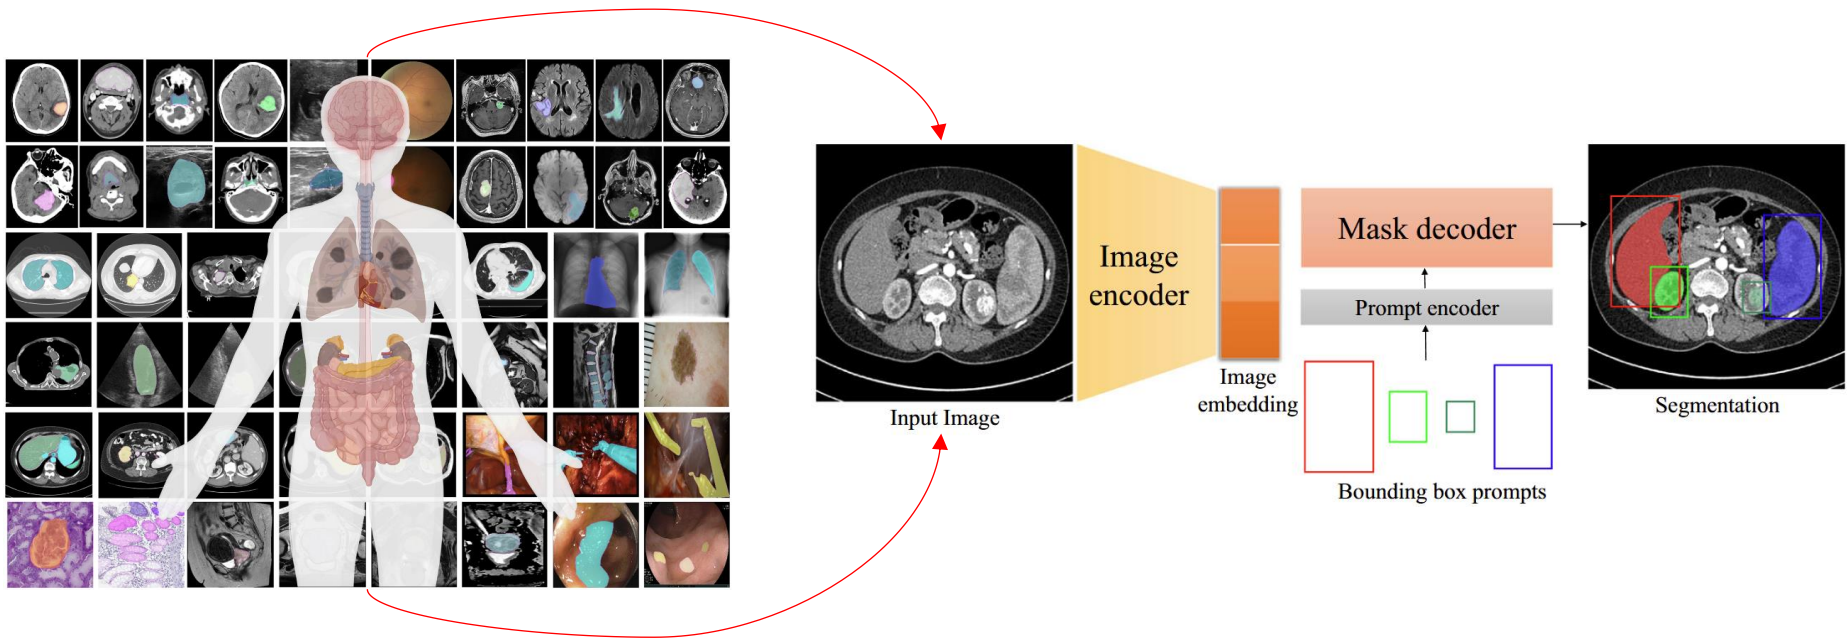 Input Image
Image
encoder
Image
embedding
Mask decoder
Prompt encoder
Bounding box prompts
Segmentation